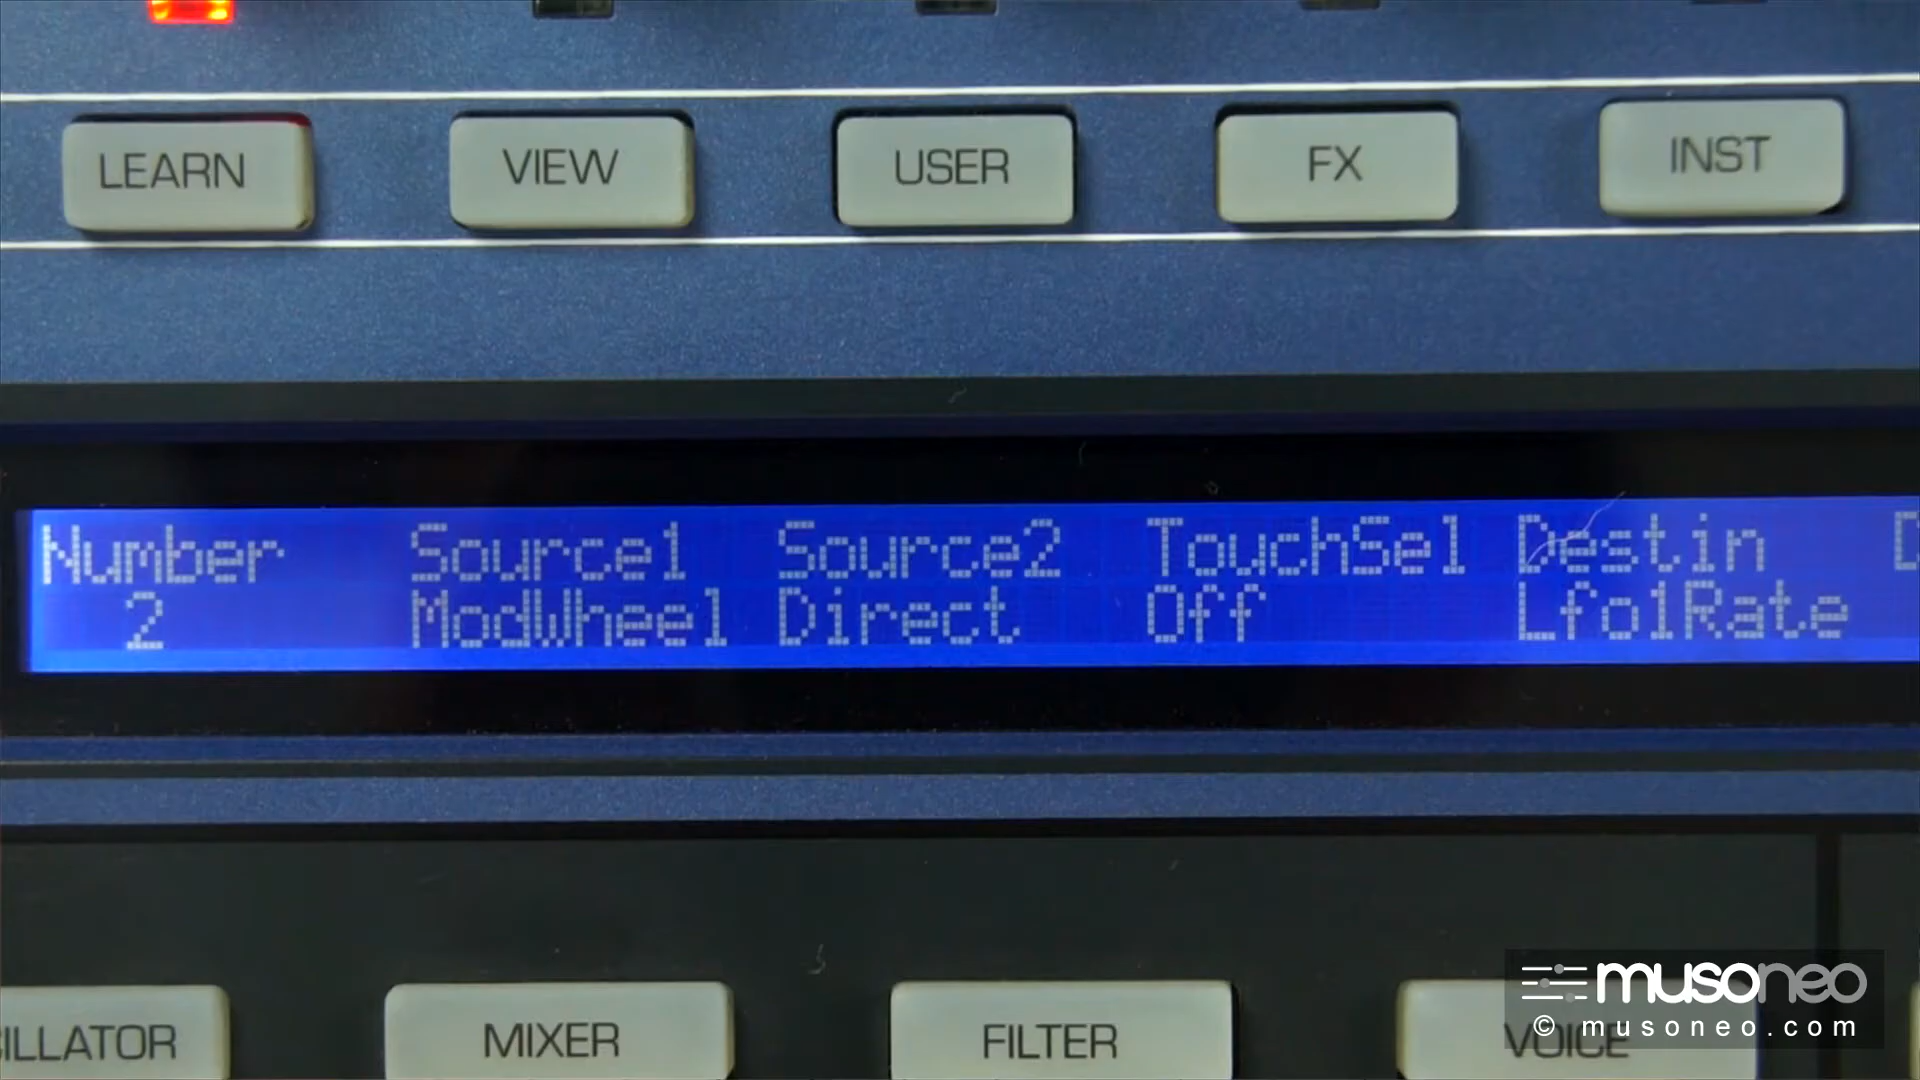 LEARN VIEW USER FX INST
Number Source1 Source2 TouchSel Destin D
2 ModWheel Direct Off Lfo1Rate
ILLATOR MIXER FILTER VOICE
musoneo
© musoneo.com